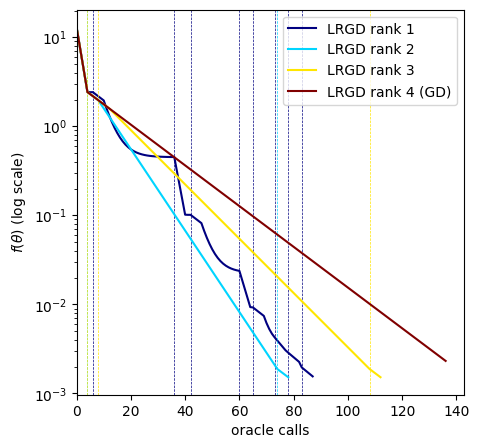 10¹
10⁰
10⁻¹
10⁻²
10⁻³
f(θ) (log scale)
LRGD rank 1
LRGD rank 2
LRGD rank 3
LRGD rank 4 (GD)
0 20 40 60 80 100 120 140
oracle calls